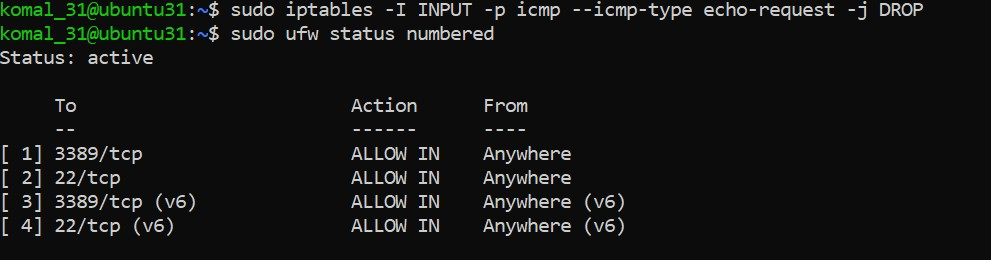 komal_31@ubuntu31:~$ sudo iptables -I INPUT -p icmp --icmp-type echo-request -j DROP
komal_31@ubuntu31:~$ sudo ufw status numbered
Status: active

     To                         Action      From
     --                         ------      ----
[ 1] 3389/tcp                   ALLOW IN    Anywhere
[ 2] 22/tcp                     ALLOW IN    Anywhere
[ 3] 3389/tcp (v6)              ALLOW IN    Anywhere (v6)
[ 4] 22/tcp (v6)                ALLOW IN    Anywhere (v6)